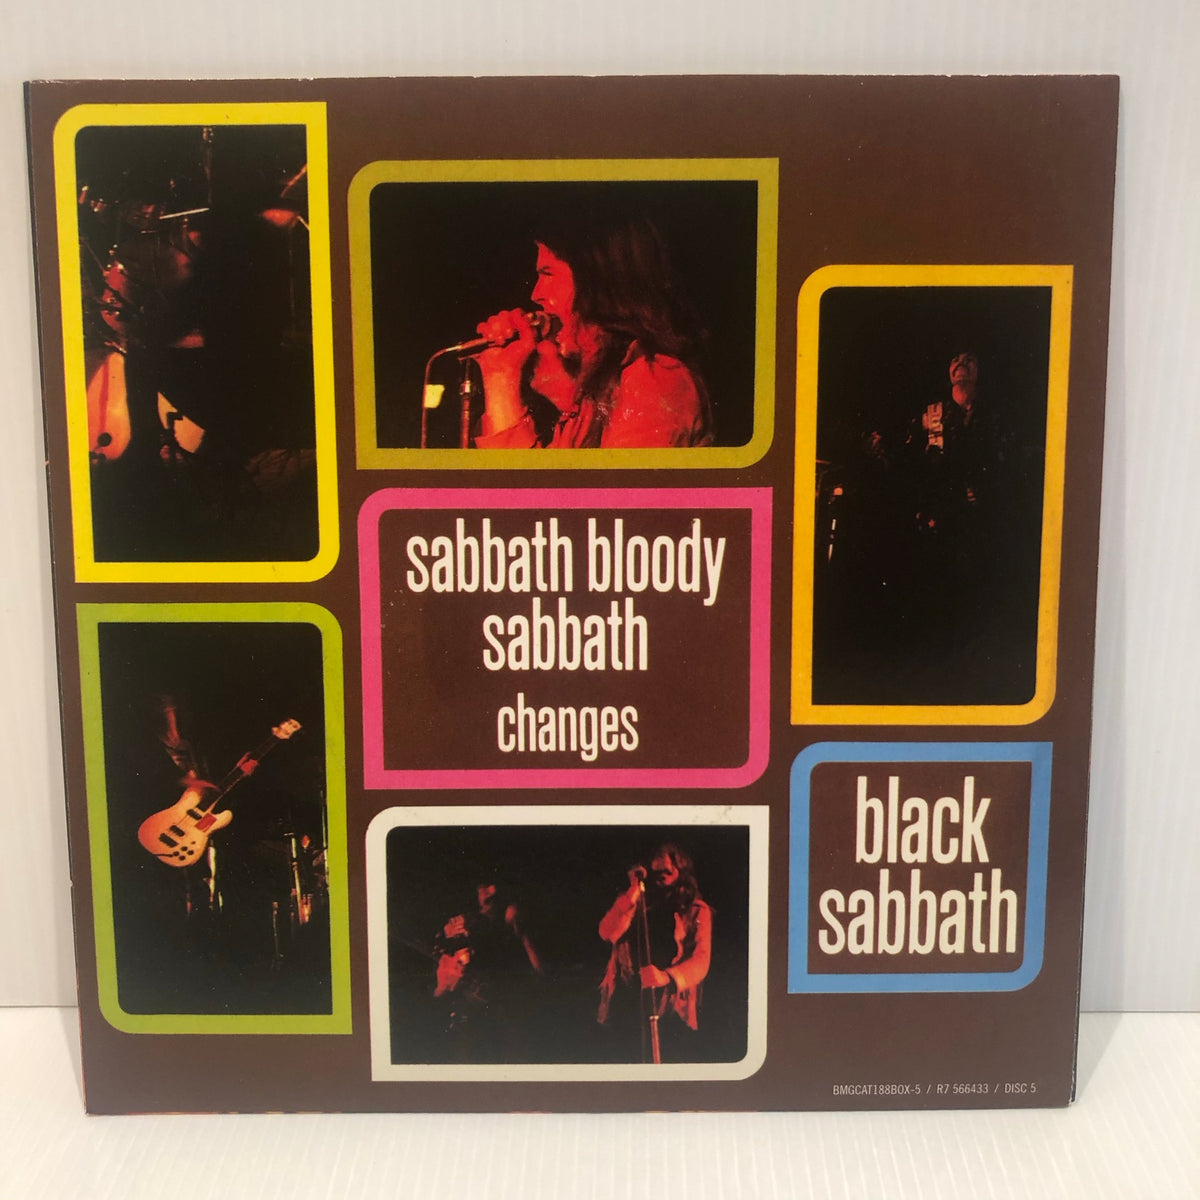 sabbath bloody
sabbath
changes
black
sabbath
BMGCAT188BOX-5 / R7 566433 / DISC 5